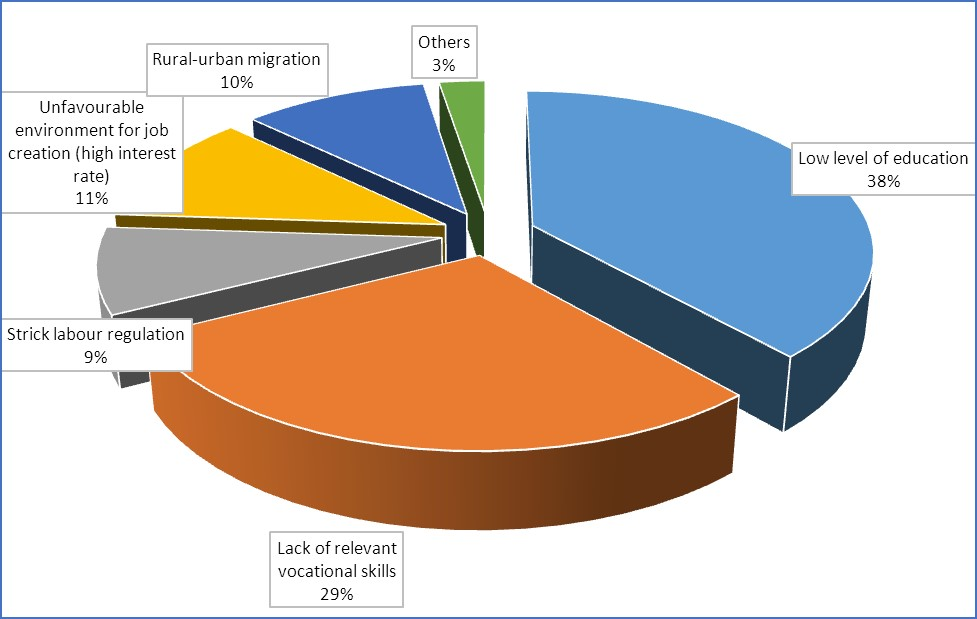 Others
3%
Rural-urban migration
10%
Unfavourable
environment for job
creation (high interest
rate)
11%
Low level of education
38%
Strick labour regulation
9%
Lack of relevant
vocational skills
29%